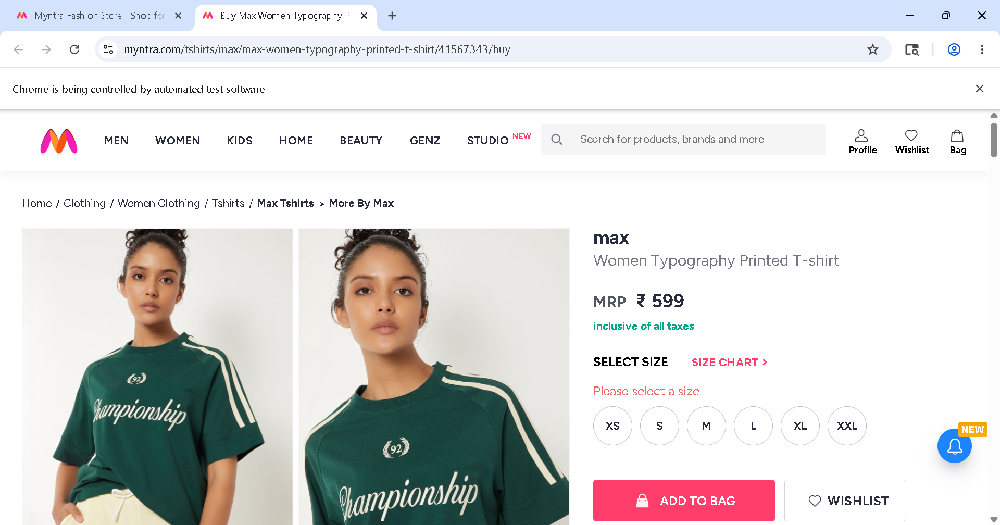 Myntra Fashion Store - Shop for
Buy Max Women Typography P
myntra.com/tshirts/max/max-women-typography-printed-t-shirt/41567343/buy
Chrome is being controlled by automated test software
MEN WOMEN KIDS HOME BEAUTY GENZ STUDIO NEW
Search for products, brands and more
Profile Wishlist Bag
Home / Clothing / Women Clothing / Tshirts / Max Tshirts > More By Max
92
Championship
92
Championship
max
Women Typography Printed T-shirt
MRP ₹ 599
inclusive of all taxes
SELECT SIZE SIZE CHART >
Please select a size
XS S M L XL XXL
NEW
ADD TO BAG WISHLIST